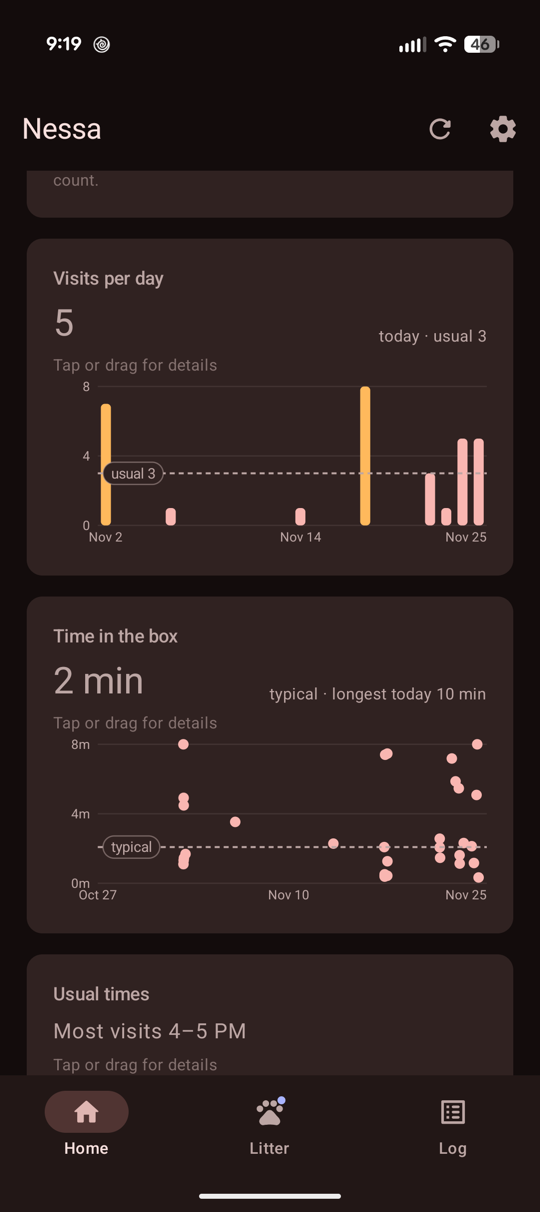 9:19
46
Nessa
count.
Visits per day
5
today · usual 3
Tap or drag for details
8
4
usual 3
0
Nov 2 Nov 14 Nov 25
Time in the box
2 min
typical · longest today 10 min
Tap or drag for details
8m
4m
typical
0m
Oct 27 Nov 10 Nov 25
Usual times
Most visits 4–5 PM
Tap or drag for details
Home Litter Log